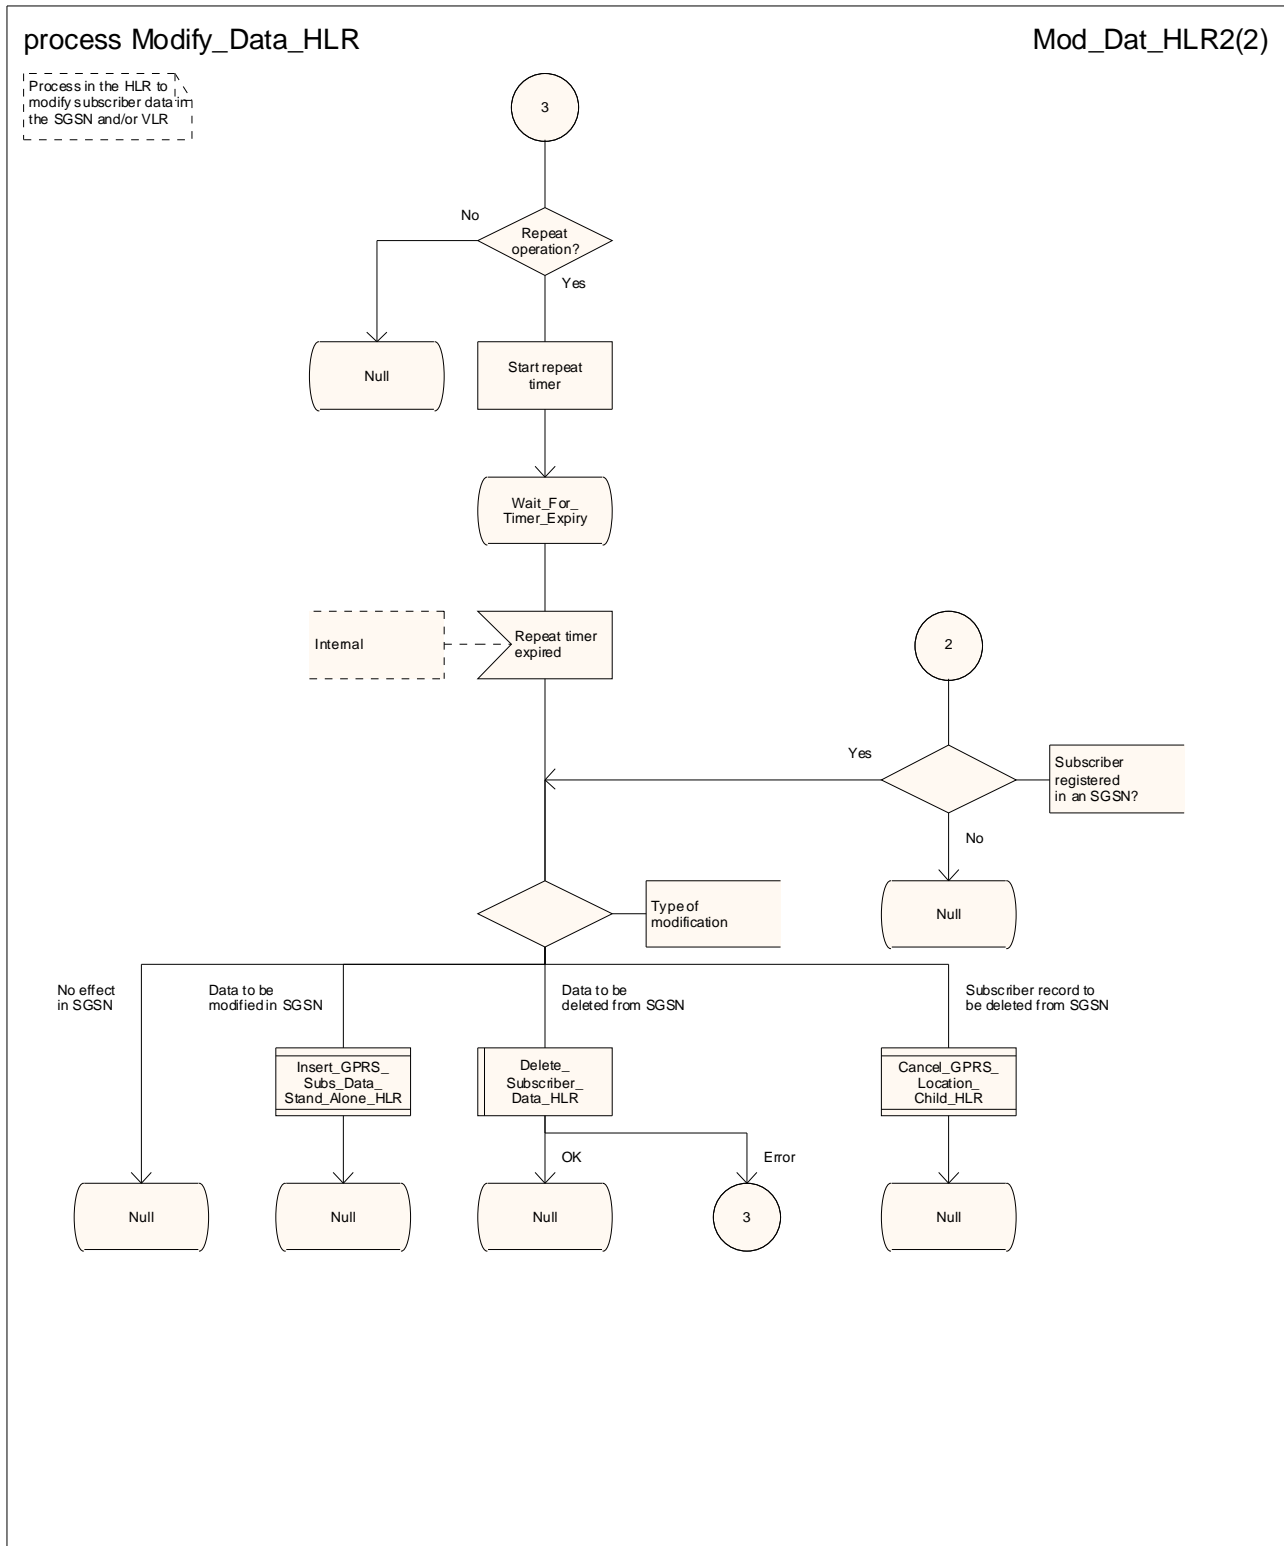 process Modify_Data_HLR
Mod_Dat_HLR2(2)
Process in the HLR to
modify subscriber data in
the SGSN and/or VLR
3
No
Repeat
operation?
Yes
Null
Start repeat
timer
Wait_For_
Timer_Expiry
Internal
Repeat timer
expired
2
Yes
Subscriber
registered
in an SGSN?
No
Null
Type of
modification
No effect
in SGSN
Data to be
modified in SGSN
Data to be
deleted from SGSN
Subscriber record to
be deleted from SGSN
Insert_GPRS_
Subs_Data_
Stand_Alone_HLR
Delete_
Subscriber_
Data_HLR
Cancel_GPRS_
Location_
Child_HLR
OK
Error
Null
Null
Null
3
Null